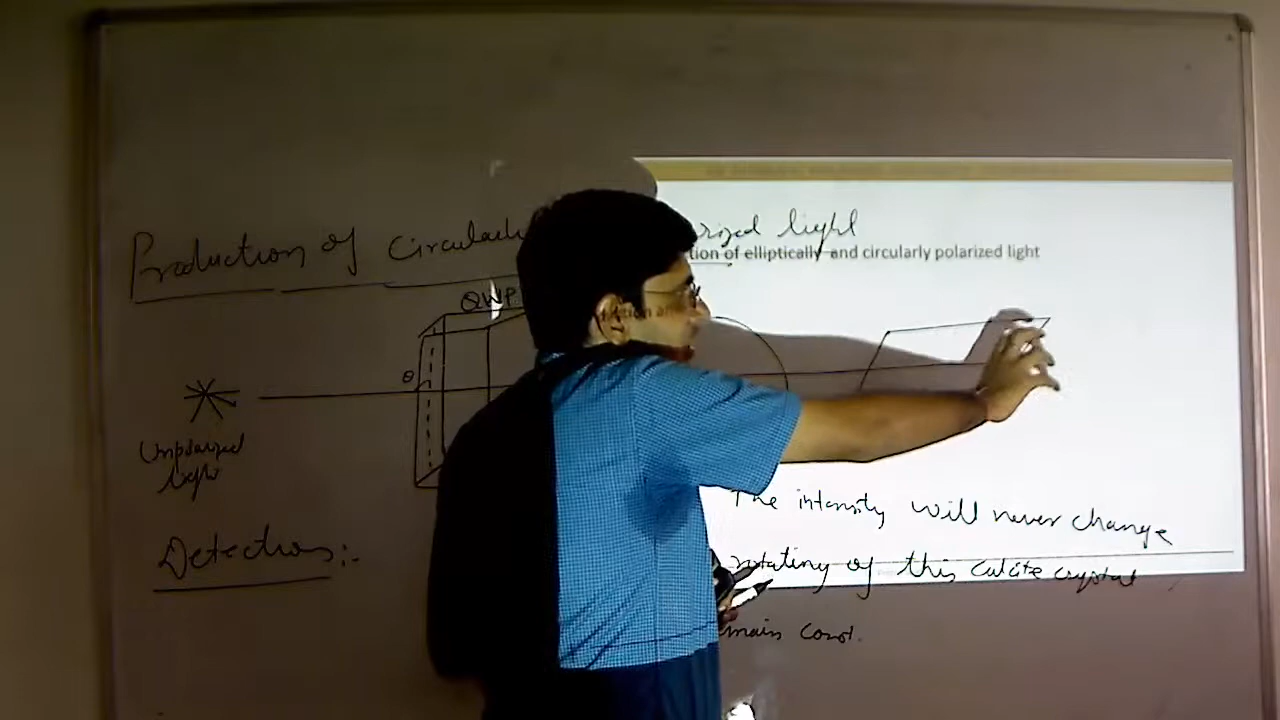 Production of Circularly rized light
tion of elliptically and circularly polarized light
QWP
θ
Unpolarized
light
Detection:-
The intensity will never change
rotating of this calcite crystal
main const.